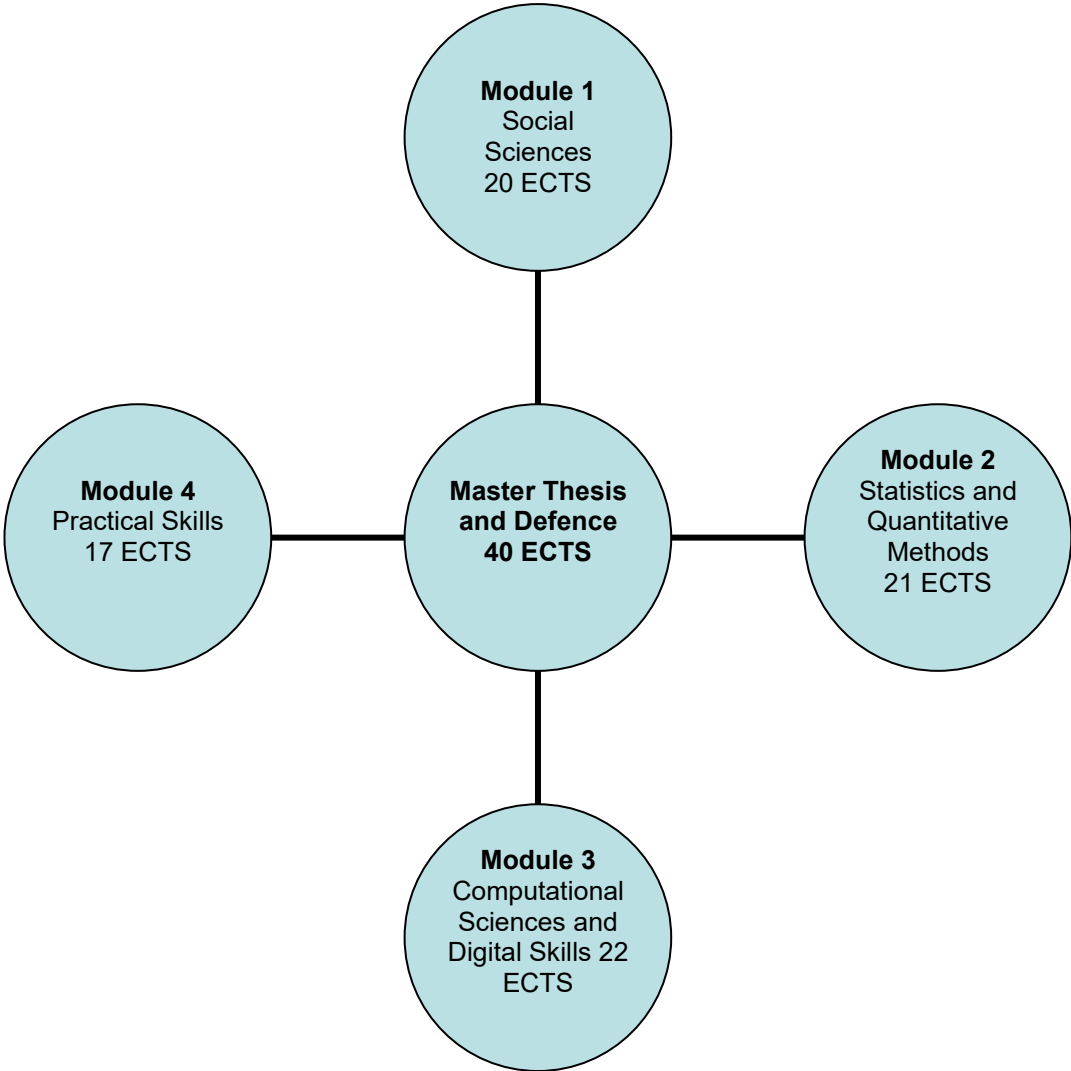 Module 1
Social
Sciences
20 ECTS
Module 4
Practical Skills
17 ECTS
Master Thesis
and Defence
40 ECTS
Module 2
Statistics and
Quantitative
Methods
21 ECTS
Module 3
Computational
Sciences and
Digital Skills 22
ECTS